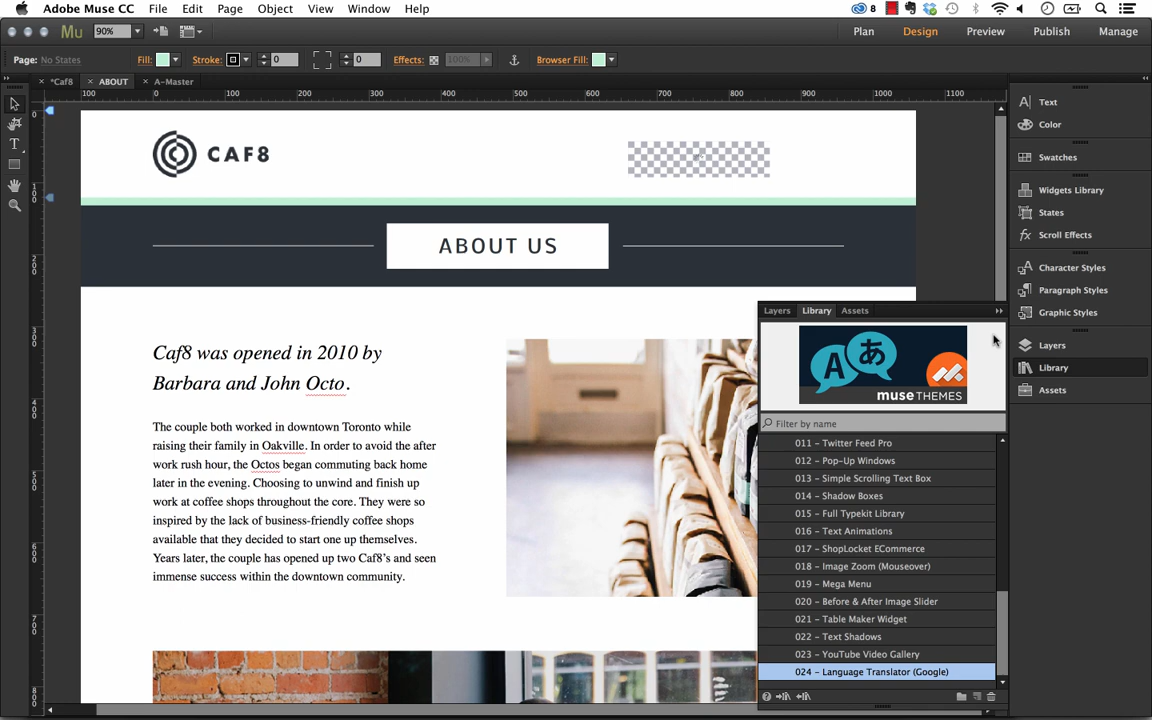 Adobe Muse CC File Edit Page Object View Window Help 8
Mu 90% Plan Design Preview Publish Manage
Page: No States Fill: Stroke: 0 0 Effects: 100% Browser Fill:
*Caf8 ABOUT A-Master
100 0 100 200 300 400 500 600 700 800 900 1000 1100
0 100 200 300 400 500 600 700 800
CAF8
ABOUT US
Caf8 was opened in 2010 by
Barbara and John Octo.
The couple both worked in downtown Toronto while
raising their family in Oakville. In order to avoid the after
work rush hour, the Octos began commuting back home
later in the evening. Choosing to unwind and finish up
work at coffee shops throughout the core. They were so
inspired by the lack of business-friendly coffee shops
available that they decided to start one up themselves.
Years later, the couple has opened up two Caf8's and seen
immense success within the downtown community.
Layers Library Assets
A あ
museTHEMES
Filter by name
011 - Twitter Feed Pro
012 - Pop-Up Windows
013 - Simple Scrolling Text Box
014 - Shadow Boxes
015 - Full Typekit Library
016 - Text Animations
017 - ShopLocket ECommerce
018 - Image Zoom (Mouseover)
019 - Mega Menu
020 - Before & After Image Slider
021 - Table Maker Widget
022 - Text Shadows
023 - YouTube Video Gallery
024 - Language Translator (Google)
Text
Color
Swatches
Widgets Library
States
Scroll Effects
Character Styles
Paragraph Styles
Graphic Styles
Layers
Library
Assets